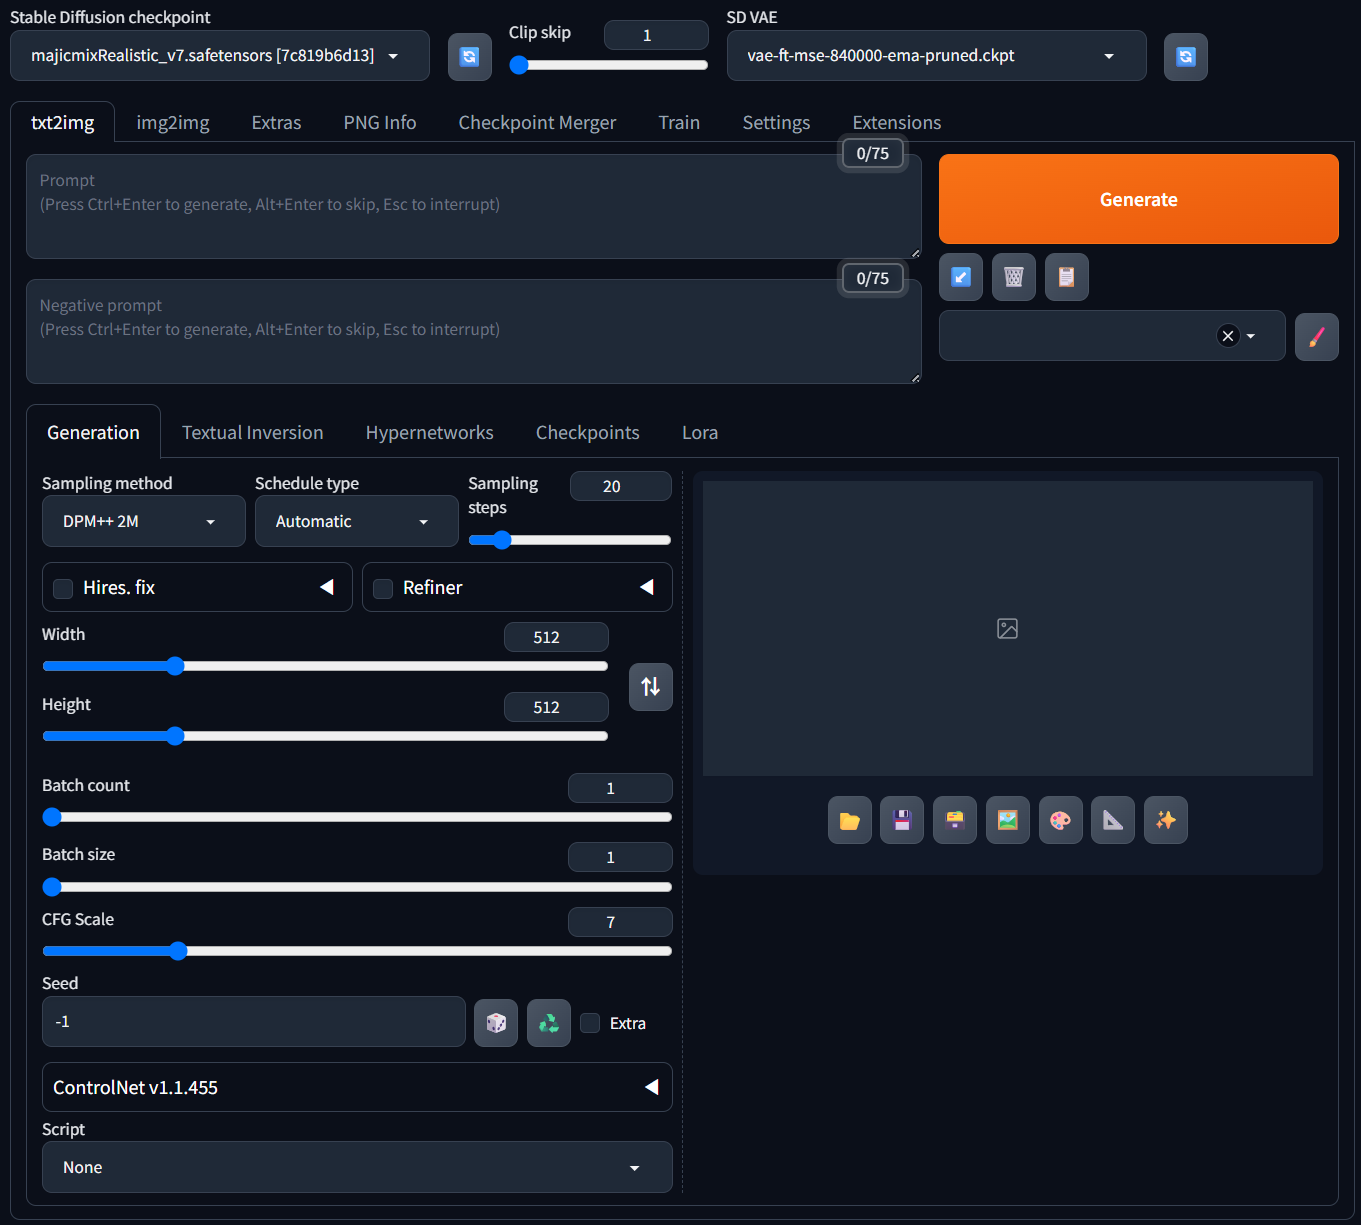 Stable Diffusion checkpoint
majicmixRealistic_v7.safetensors [7c819b6d13]
Clip skip
1
SD VAE
vae-ft-mse-840000-ema-pruned.ckpt
txt2img
img2img
Extras
PNG Info
Checkpoint Merger
Train
Settings
Extensions
0/75
Prompt
(Press Ctrl+Enter to generate, Alt+Enter to skip, Esc to interrupt)
Generate
0/75
Negative prompt
(Press Ctrl+Enter to generate, Alt+Enter to skip, Esc to interrupt)
Generation
Textual Inversion
Hypernetworks
Checkpoints
Lora
Sampling method
DPM++ 2M
Schedule type
Automatic
Sampling
steps
20
Hires. fix
Refiner
Width
512
Height
512
Batch count
1
Batch size
1
CFG Scale
7
Seed
-1
Extra
ControlNet v1.1.455
Script
None